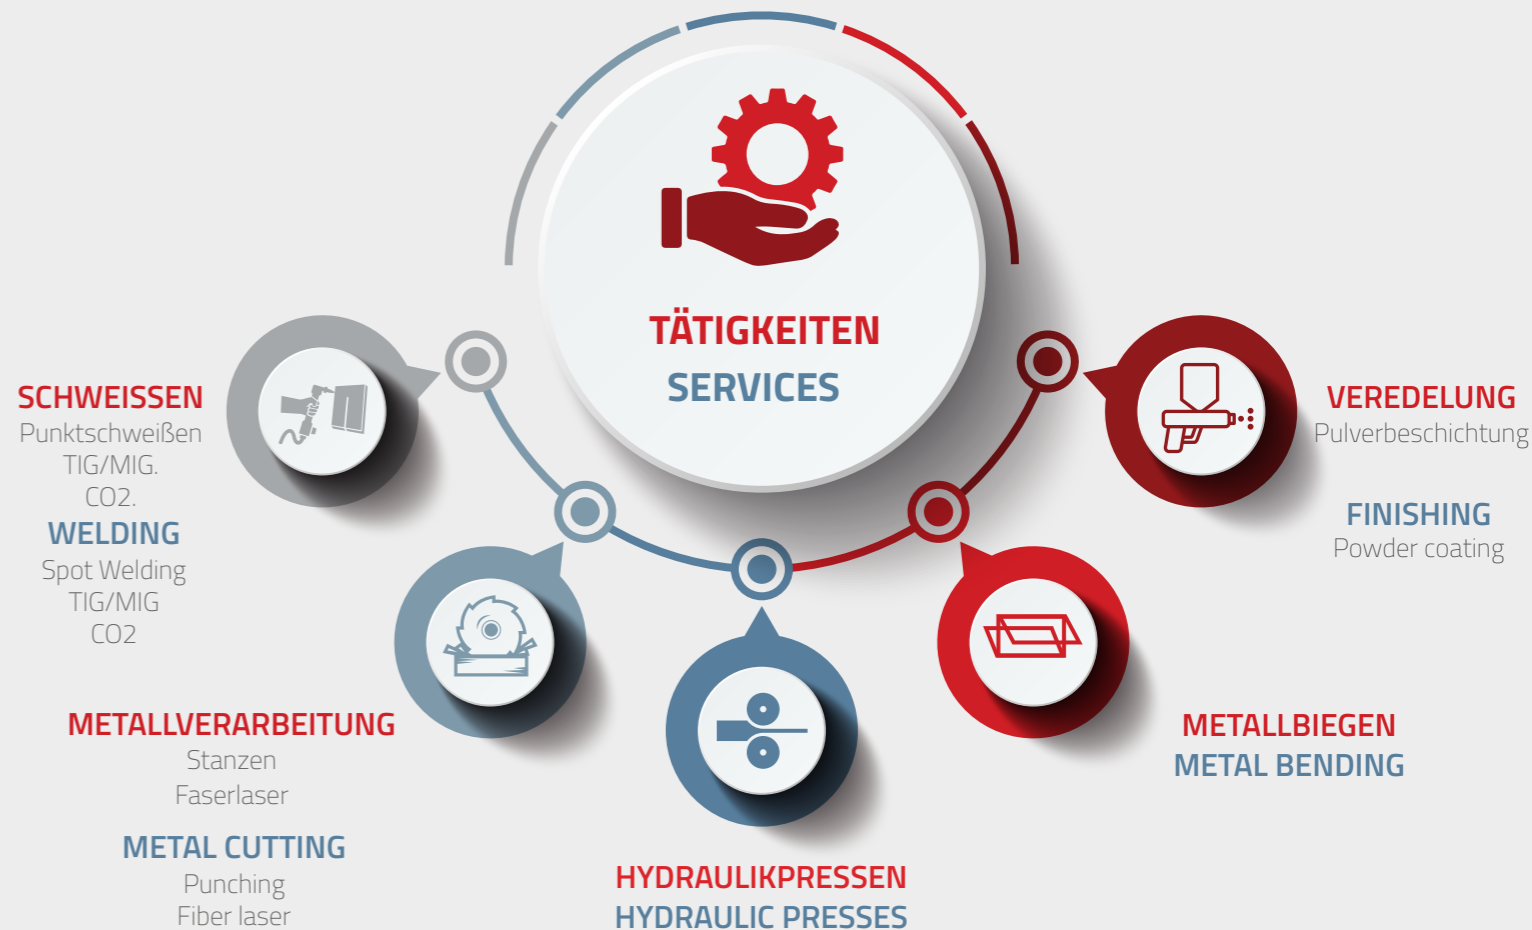 TÄTIGKEITEN
SERVICES
SCHWEISSEN
Punktschweißen
TIG/MIG.
CO2.
WELDING
Spot Welding
TIG/MIG
CO2
METALLVERARBEITUNG
Stanzen
Faserlaser
METAL CUTTING
Punching
Fiber laser
HYDRAULIKPRESSEN
HYDRAULIC PRESSES
METALLBIEGEN
METAL BENDING
VEREDELUNG
Pulverbeschichtung
FINISHING
Powder coating